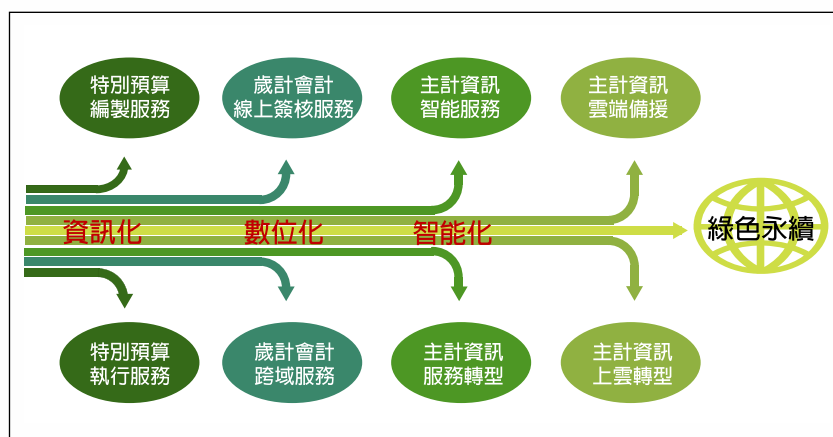 特別預算
編製服務
歲計會計
線上簽核服務
主計資訊
智能服務
主計資訊
雲端備援
資訊化
數位化
智能化
綠色永續
特別預算
執行服務
歲計會計
跨域服務
主計資訊
服務轉型
主計資訊
上雲轉型